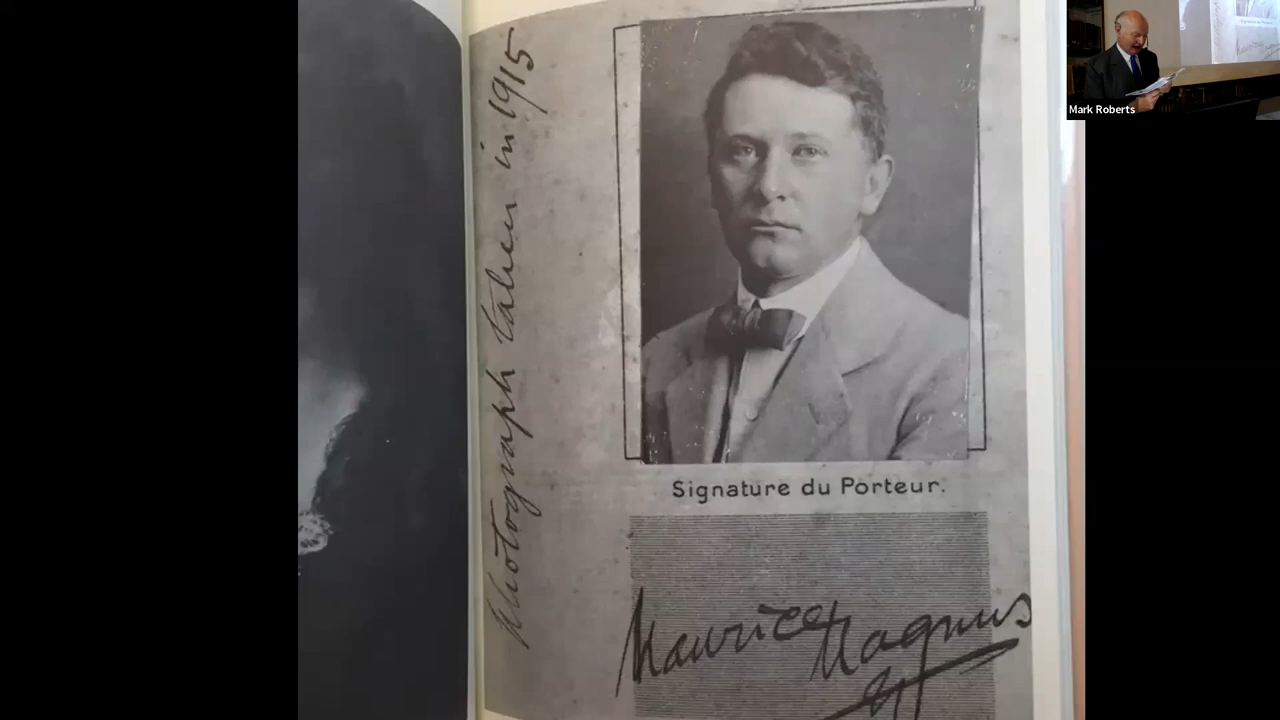 Photograph taken in 1915
Signature du Porteur.
Maurice Magnus
Mark Roberts